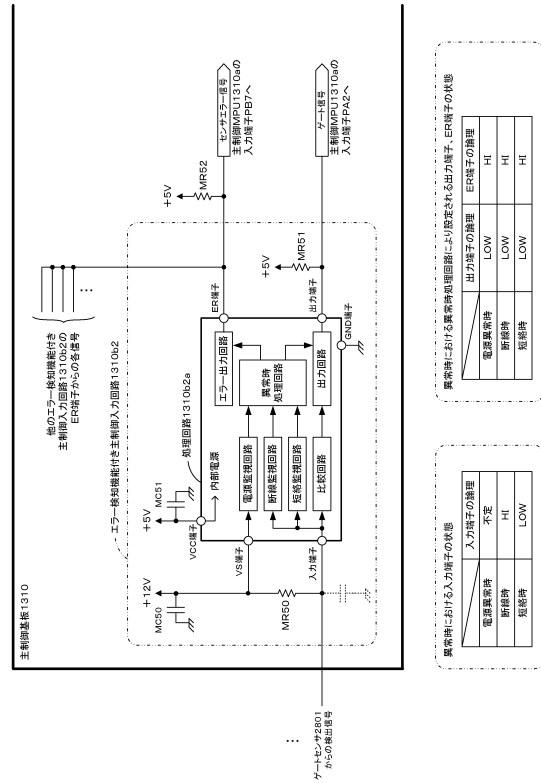 主制御基板1310
他のエラー検知機能付き
主制御入力回路1310b2の
ER端子からの各信号
…
エラー検知機能付き主制御入力回路1310b2
処理回路1310b2a
+5V
MR52
センサエラー信号
主制御MPU1310aの
入力端子PB7へ
+5V
MR51
ゲート信号
主制御MPU1310aの
入力端子PA2へ
+12V
MC50
+5V
MC51
VCC端子
内部電源
ER端子
VS端子
入力端子
出力端子
GND端子
電源監視回路
断線監視回路
短絡監視回路
比較回路
エラー出力回路
異常時
処理回路
出力回路
MR50
…
ゲートセンサ2801
からの検出信号
異常時における入力端子の状態
入力端子の論理
電源異常時 不定
断線時 HI
短絡時 LOW
異常時における異常時処理回路により設定される出力端子、ER端子の状態
出力端子の論理 ER端子の論理
電源異常時 LOW HI
断線時 LOW HI
短絡時 LOW HI